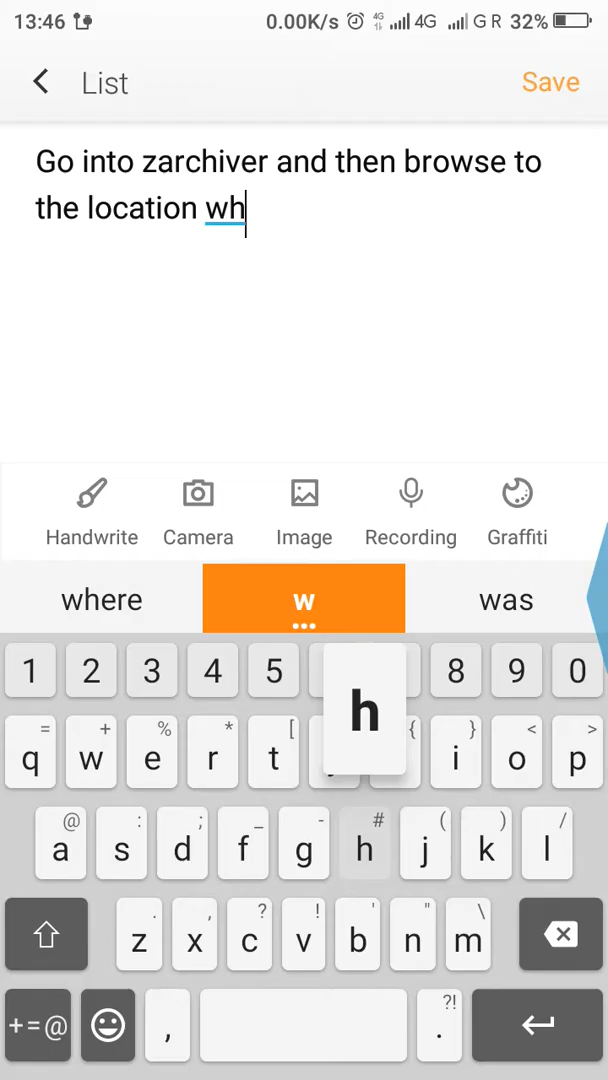 13:46 0.00K/s 4G 4G G R 32%
List Save
Go into zarchiver and then browse to
the location wh
Handwrite Camera Image Recording Graffiti
where w was
1 2 3 4 5 8 9 0
h
= + % * [ { } < >
q w e r t i o p
@ : ; _ - # ( ) /
a s d f g h j k l
. , ? ! ' " \
z x c v b n m
?!
+=@ , .